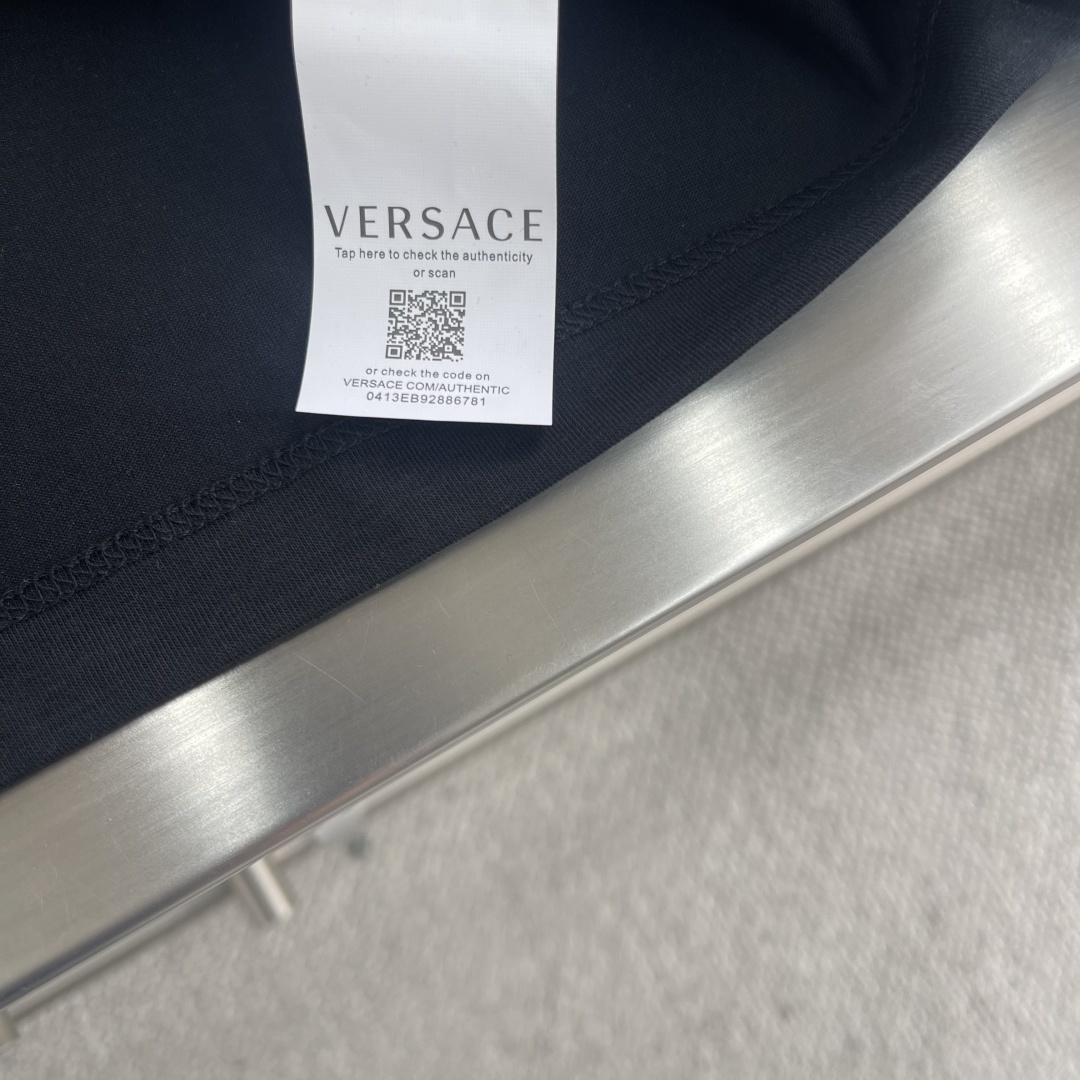 VERSACE
Tap here to check the authenticity
or scan
or check the code on
VERSACE COM/AUTHENTIC
0413EB92886781